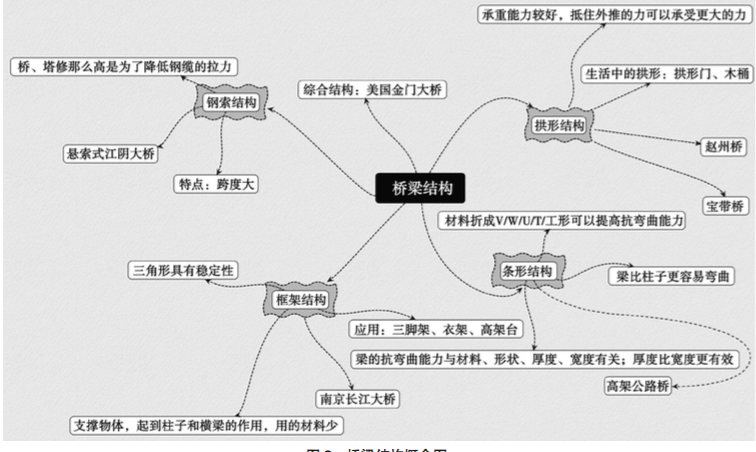 承重能力较好，抵住外推的力可以承受更大的力
桥、塔修那么高是为了降低钢缆的拉力
生活中的拱形：拱形门、木桶
综合结构：美国金门大桥
钢索结构
拱形结构
悬索式江阴大桥
赵州桥
特点：跨度大
桥梁结构
宝带桥
材料折成V/W/U/T/工形可以提高抗弯曲能力
三角形具有稳定性
条形结构
梁比柱子更容易弯曲
框架结构
应用：三脚架、衣架、高架台
梁的抗弯曲能力与材料、形状、厚度、宽度有关；厚度比宽度更有效
高架公路桥
南京长江大桥
支撑物体，起到柱子和横梁的作用，用的材料少